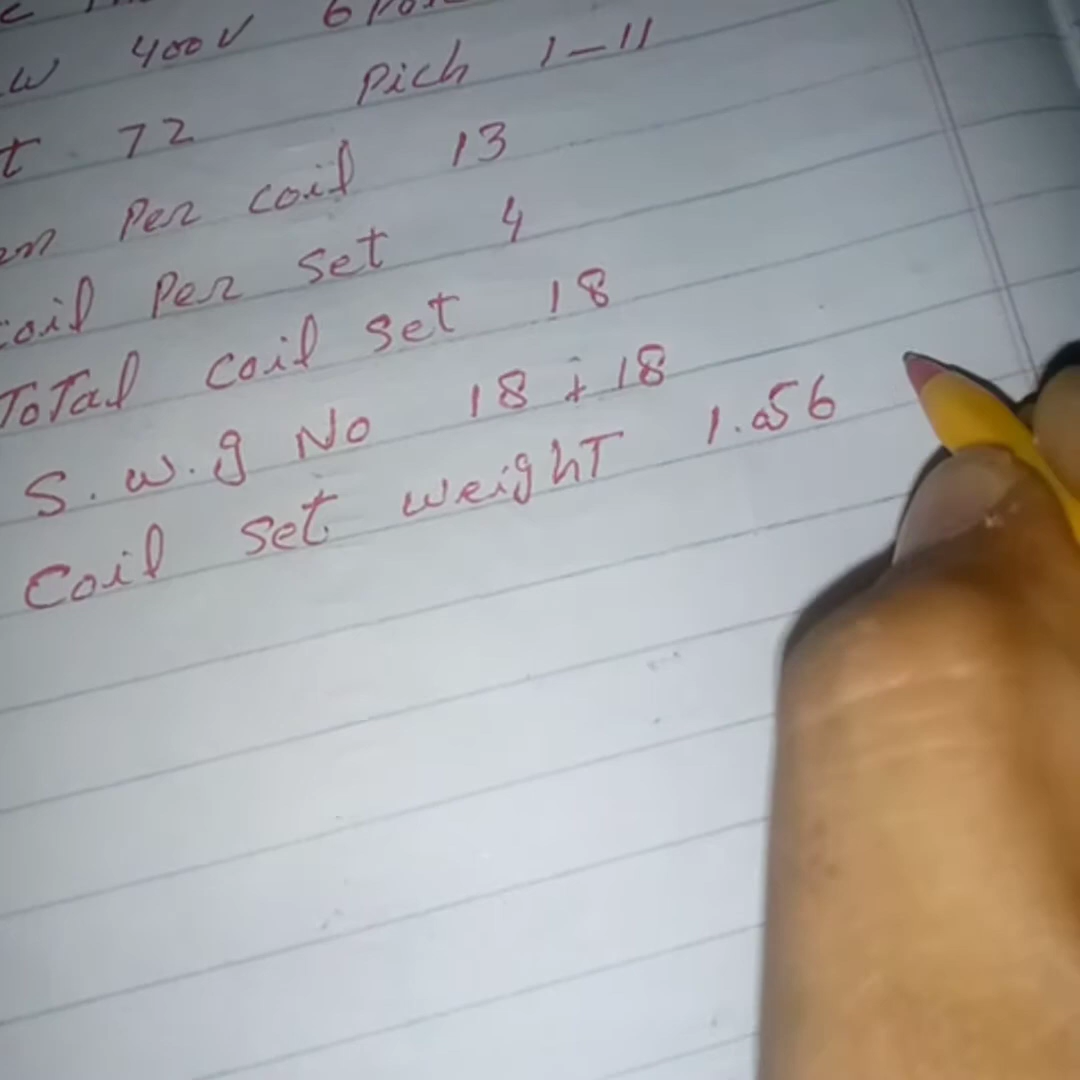 400V 6
72 Pich 1-11
Per coil 13
Per set 4
ToTal coil set 18
S.w.g No 18+18
Coil set weighT 1.056